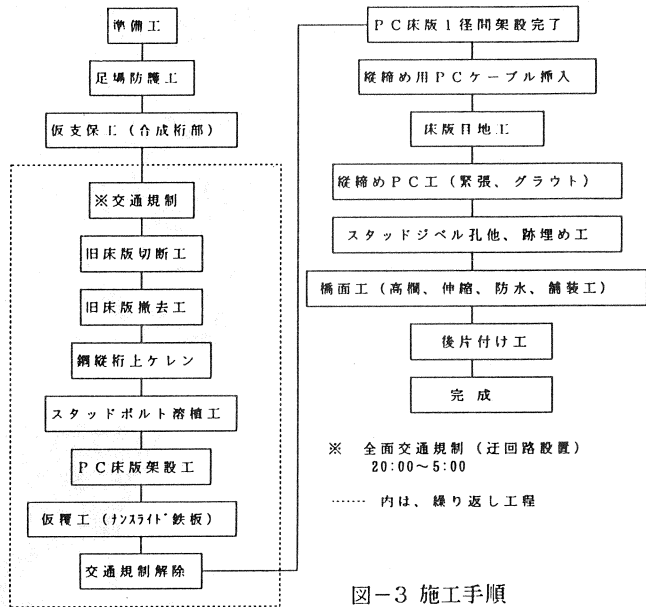 準備工
足場防護工
仮支保工（合成桁部）
※交通規制
旧床版切断工
旧床版撤去工
鋼縦桁上ケレン
スタッドボルト溶植工
PC床版架設工
仮覆工（ナンスライド鉄板）
交通規制解除
PC床版1径間架設完了
縦締め用PCケーブル挿入
床版目地工
縦締めPC工（緊張、グラウト）
スタッドジベル孔他、跡埋め工
橋面工（高欄、伸縮、防水、舗装工）
後片付け工
完成
※ 全面交通規制（迂回路設置）
20:00～5:00
…… 内は、繰り返し工程
図－3 施工手順